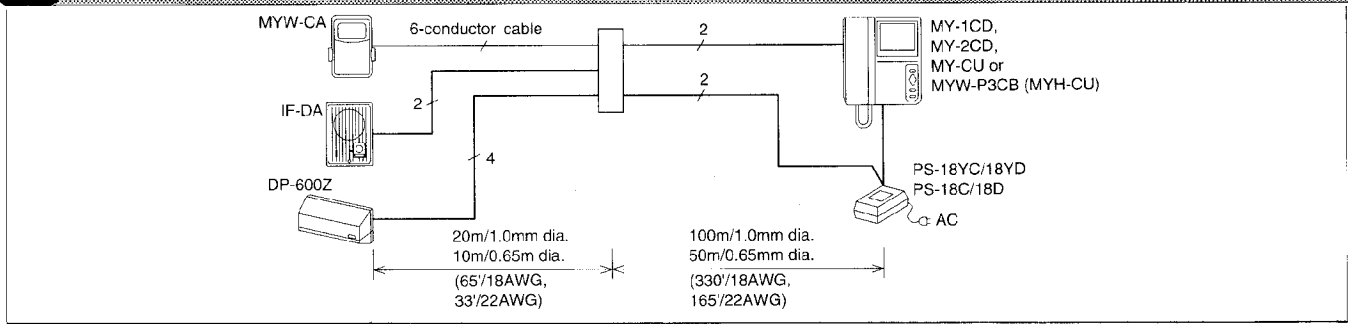 MYW-CA
6-conductor cable
2
MY-1CD,
MY-2CD,
MY-CU or
MYW-P3CB (MYH-CU)
IF-DA
2
2
4
DP-600Z
PS-18YC/18YD
PS-18C/18D
AC
20m/1.0mm dia.
10m/0.65m dia.
(65'/18AWG,
33'/22AWG)
100m/1.0mm dia.
50m/0.65mm dia.
(330'/18AWG,
165'/22AWG)